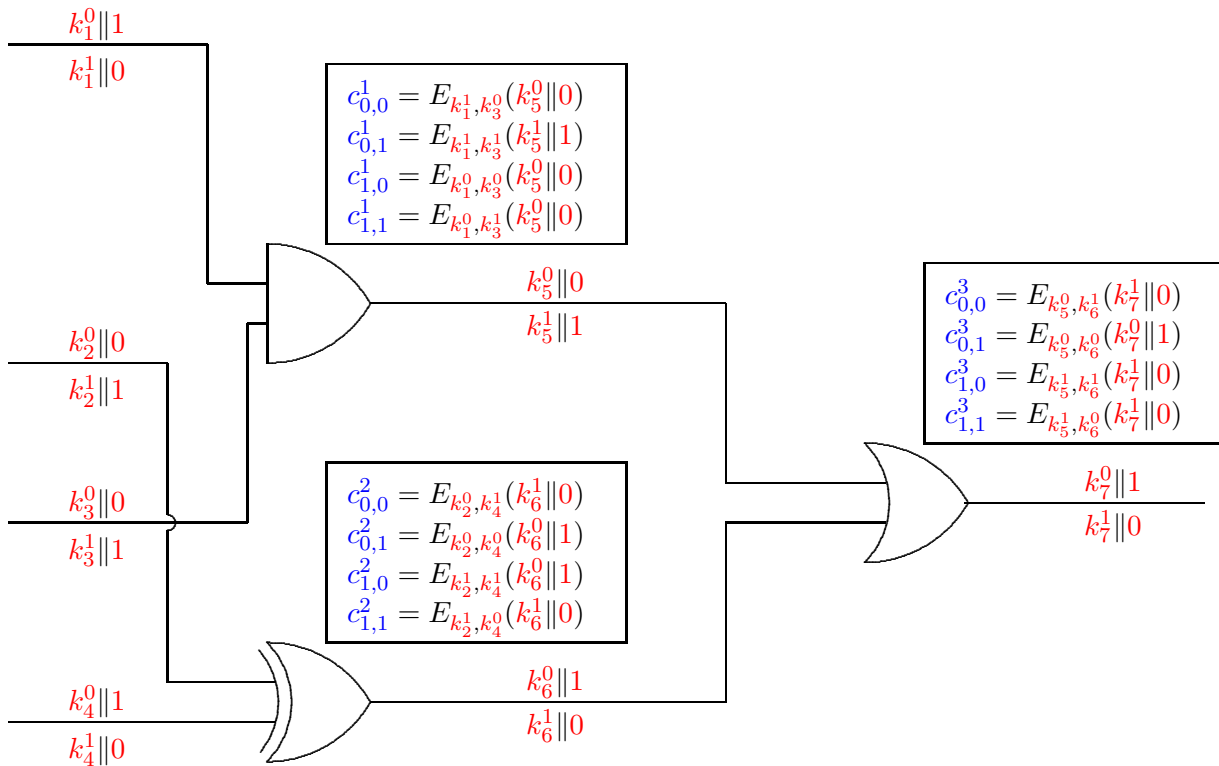 k_1^0∥1
k_1^1∥0
c_{0,0}^1 = E_{k_1^1,k_3^0}(k_5^0∥0)
c_{0,1}^1 = E_{k_1^1,k_3^1}(k_5^1∥1)
c_{1,0}^1 = E_{k_1^0,k_3^0}(k_5^0∥0)
c_{1,1}^1 = E_{k_1^0,k_3^1}(k_5^0∥0)
k_5^0∥0
k_5^1∥1
k_2^0∥0
k_2^1∥1
c_{0,0}^3 = E_{k_5^0,k_6^1}(k_7^1∥0)
c_{0,1}^3 = E_{k_5^0,k_6^0}(k_7^0∥1)
c_{1,0}^3 = E_{k_5^1,k_6^1}(k_7^1∥0)
c_{1,1}^3 = E_{k_5^1,k_6^0}(k_7^1∥0)
k_3^0∥0
k_3^1∥1
c_{0,0}^2 = E_{k_2^0,k_4^1}(k_6^1∥0)
c_{0,1}^2 = E_{k_2^0,k_4^0}(k_6^0∥1)
c_{1,0}^2 = E_{k_2^1,k_4^1}(k_6^0∥1)
c_{1,1}^2 = E_{k_2^1,k_4^0}(k_6^1∥0)
k_7^0∥1
k_7^1∥0
k_4^0∥1
k_4^1∥0
k_6^0∥1
k_6^1∥0